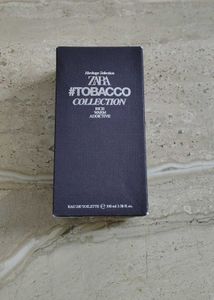 Heritage Selection
ZARA
#TOBACCO
COLLECTION
RICH
WARM
ADDICTIVE
EAU DE TOILETTE 100 ml 3.38 fl. oz.